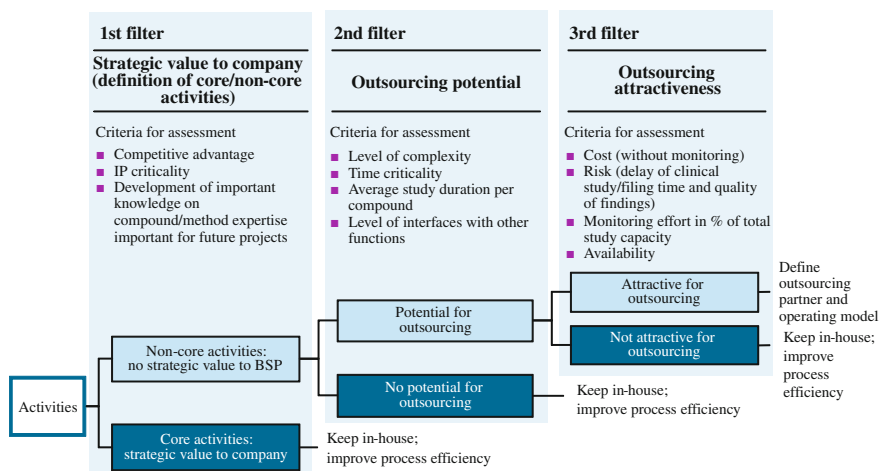 1st filter
Strategic value to company
(definition of core/non-core
activities)
Criteria for assessment
■ Competitive advantage
■ IP criticality
■ Development of important
knowledge on
compound/method expertise
important for future projects
2nd filter
Outsourcing potential
Criteria for assessment
■ Level of complexity
■ Time criticality
■ Average study duration per
compound
■ Level of interfaces with other
functions
3rd filter
Outsourcing
attractiveness
Criteria for assessment
■ Cost (without monitoring)
■ Risk (delay of clinical
study/filing time and quality
of findings)
■ Monitoring effort in % of total
study capacity
■ Availability
Activities
Non-core activities:
no strategic value to BSP
Core activities:
strategic value to company
Keep in-house;
improve process efficiency
Potential for
outsourcing
No potential for
outsourcing
Keep in-house;
improve process efficiency
Attractive for
outsourcing
Define
outsourcing
partner and
operating model
Not attractive for
outsourcing
Keep in-house;
improve
process
efficiency